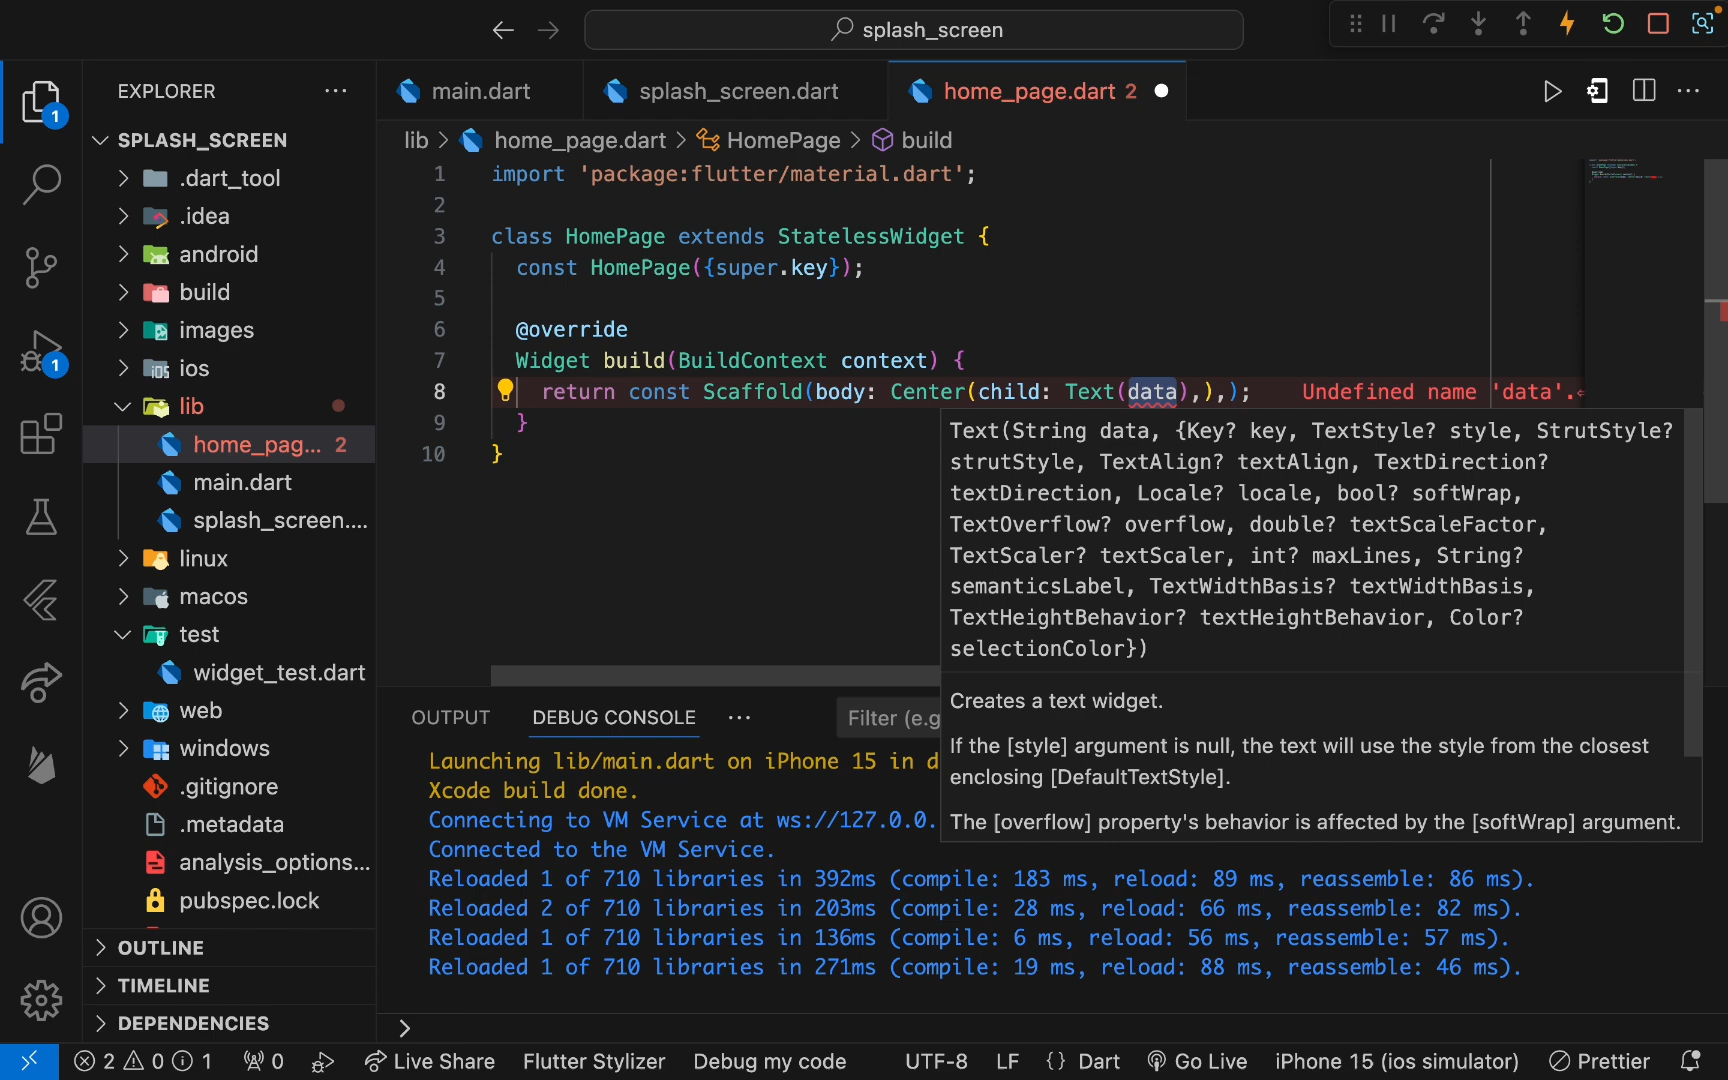 splash_screen
1
EXPLORER
main.dart
splash_screen.dart
home_page.dart 2
SPLASH_SCREEN
lib > home_page.dart > HomePage > build
.dart_tool
.idea
android
build
images
ios
lib
home_pag... 2
main.dart
splash_screen....
linux
macos
test
widget_test.dart
web
windows
.gitignore
.metadata
analysis_options...
pubspec.lock
OUTLINE
TIMELINE
DEPENDENCIES
1
1 import 'package:flutter/material.dart';
2
3 class HomePage extends StatelessWidget {
4 const HomePage({super.key});
5
6 @override
7 Widget build(BuildContext context) {
8 return const Scaffold(body: Center(child: Text(data),),); Undefined name 'data'.
9 }
10 }
Text(String data, {Key? key, TextStyle? style, StrutStyle?
strutStyle, TextAlign? textAlign, TextDirection?
textDirection, Locale? locale, bool? softWrap,
TextOverflow? overflow, double? textScaleFactor,
TextScaler? textScaler, int? maxLines, String?
semanticsLabel, TextWidthBasis? textWidthBasis,
TextHeightBehavior? textHeightBehavior, Color?
selectionColor})
Creates a text widget.
If the [style] argument is null, the text will use the style from the closest
enclosing [DefaultTextStyle].
The [overflow] property's behavior is affected by the [softWrap] argument.
OUTPUT DEBUG CONSOLE ... Filter (e.g
Launching lib/main.dart on iPhone 15 in d
Xcode build done.
Connecting to VM Service at ws://127.0.0.
Connected to the VM Service.
Reloaded 1 of 710 libraries in 392ms (compile: 183 ms, reload: 89 ms, reassemble: 86 ms).
Reloaded 2 of 710 libraries in 203ms (compile: 28 ms, reload: 66 ms, reassemble: 82 ms).
Reloaded 1 of 710 libraries in 136ms (compile: 6 ms, reload: 56 ms, reassemble: 57 ms).
Reloaded 1 of 710 libraries in 271ms (compile: 19 ms, reload: 88 ms, reassemble: 46 ms).
>
2 0 1 0 Live Share Flutter Stylizer Debug my code UTF-8 LF {} Dart Go Live iPhone 15 (ios simulator) Prettier